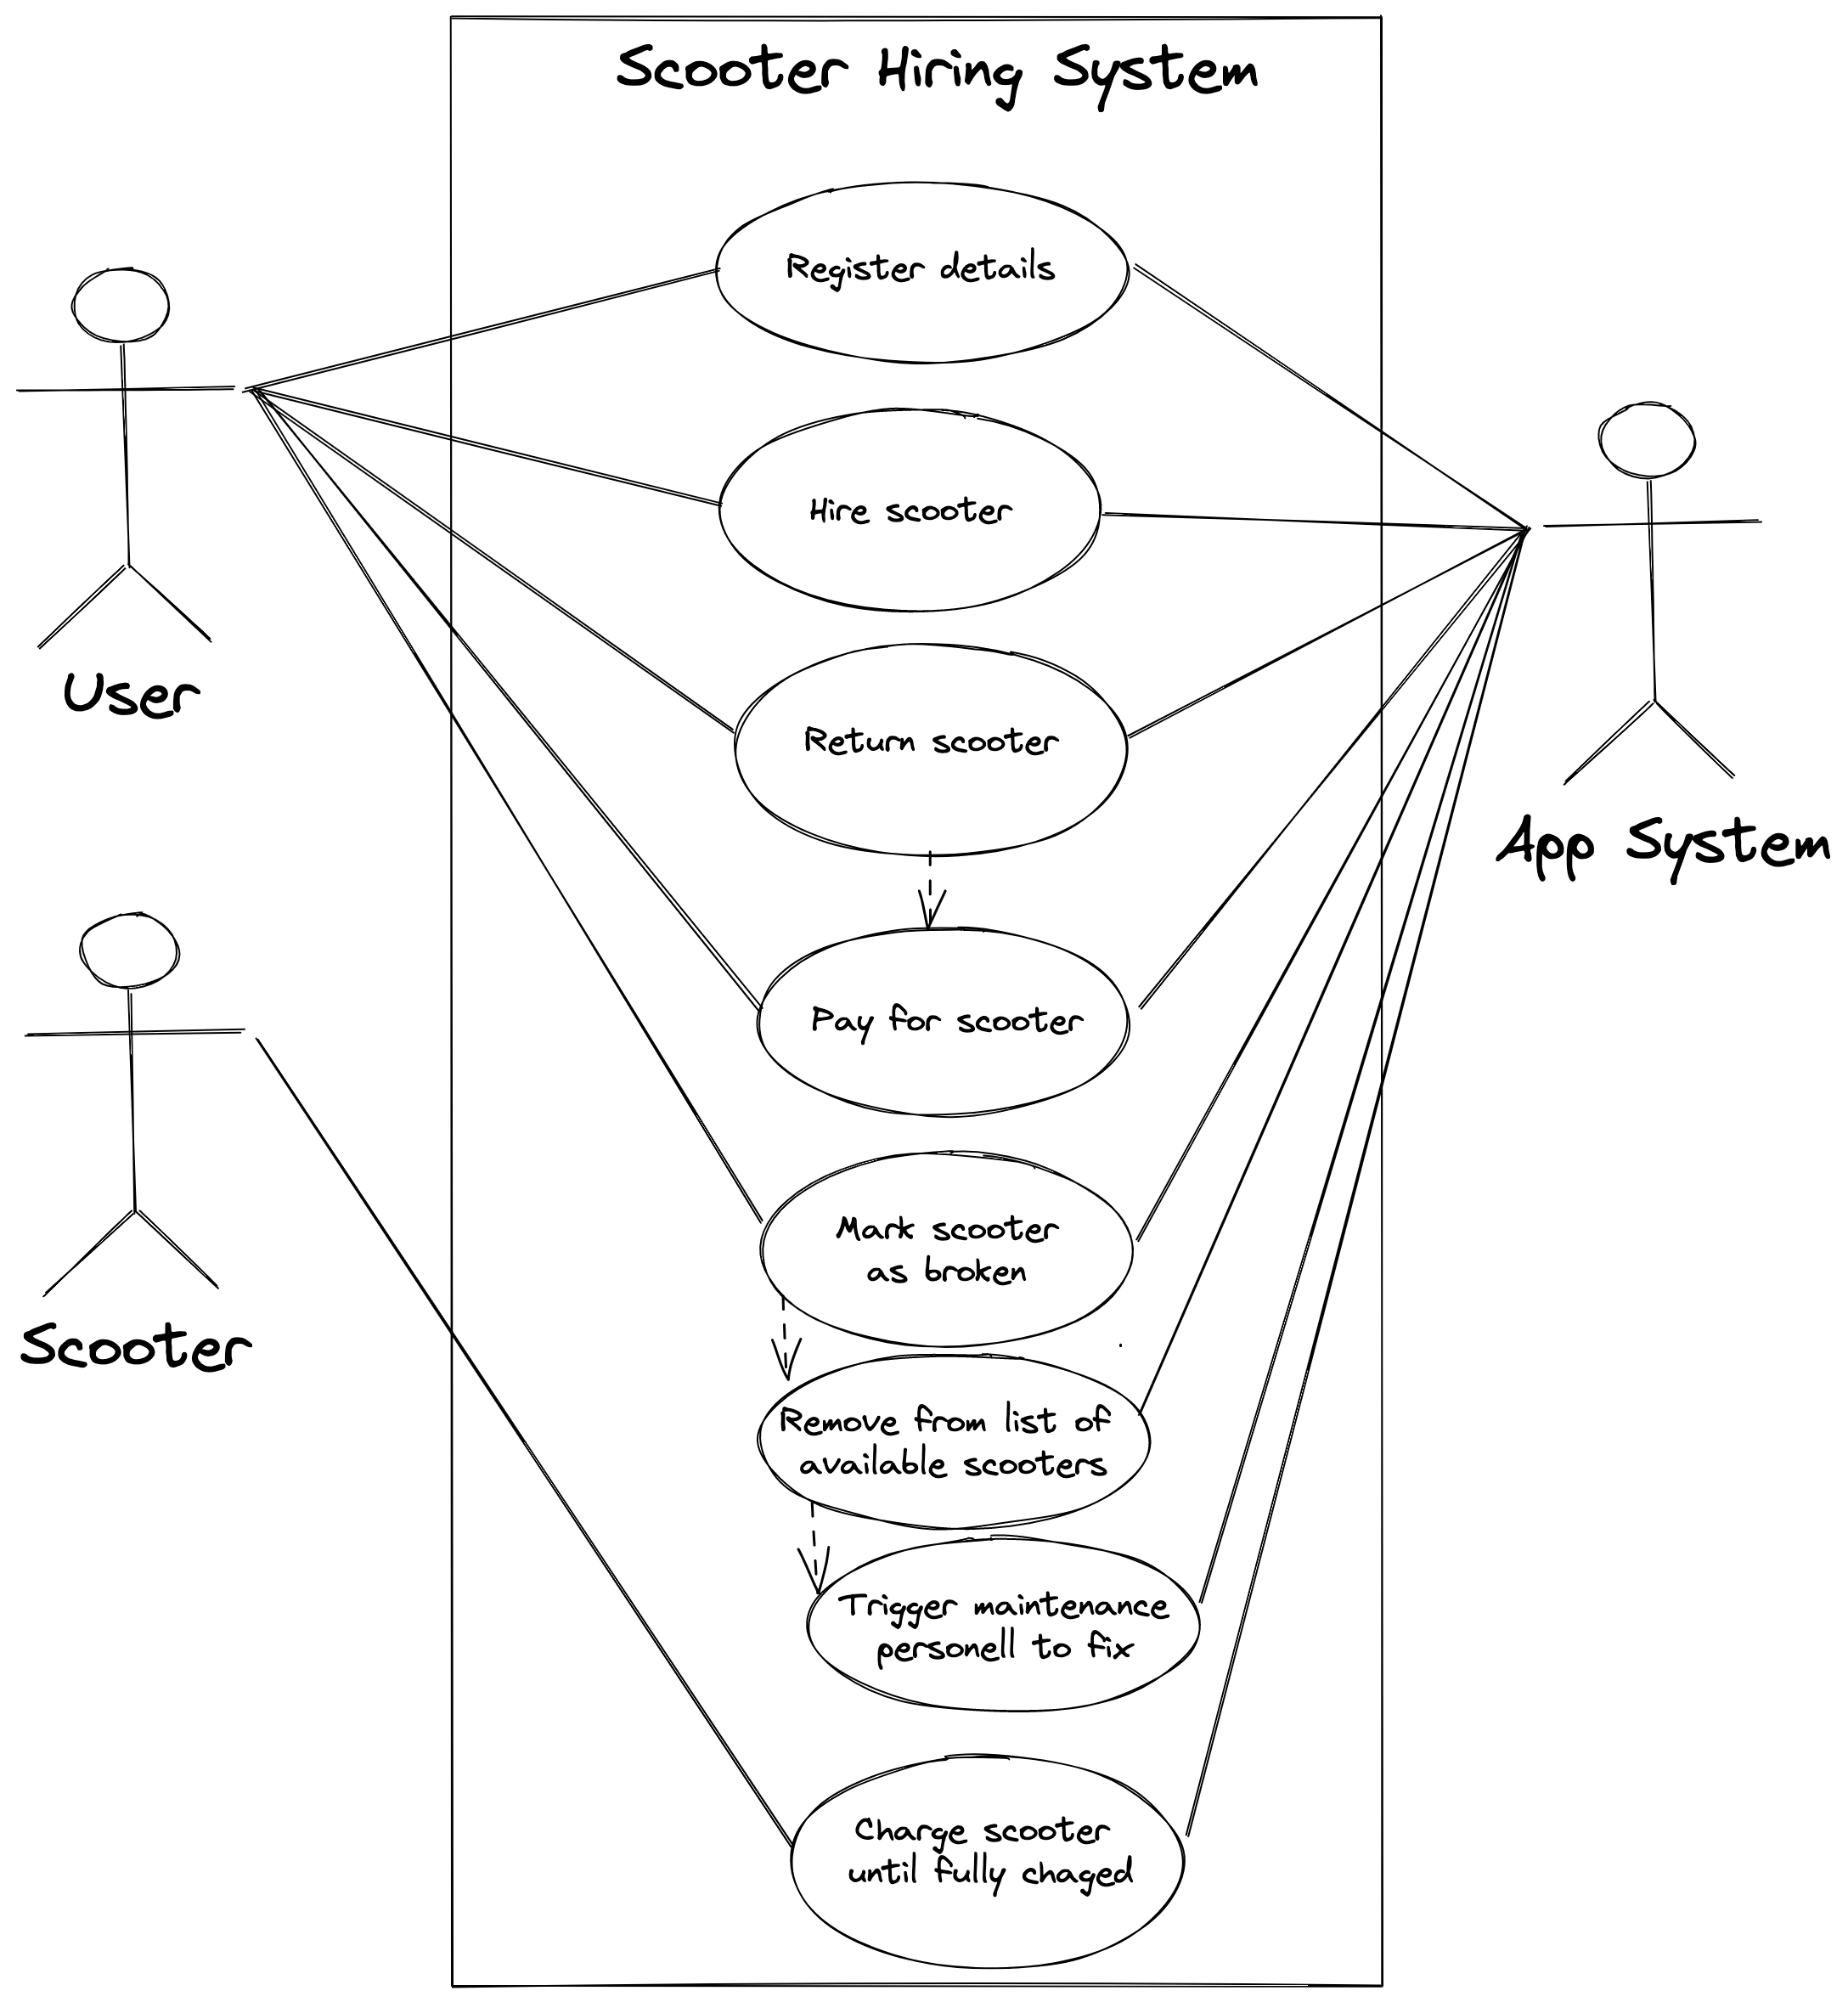 Scooter Hiring System
Register details
Hire scooter
User
Return scooter
App System
Pay for scooter
Mark scooter
as broken
Scooter
Remove from list of
available scooters
Trigger maintenance
personell to fix
Charge scooter
until fully chaged